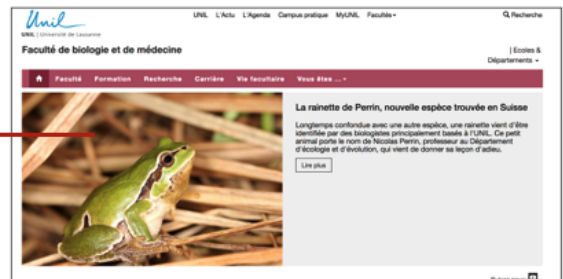 Unil
UNIL | Université de Lausanne
UNIL L'Actu L'Agenda Campus pratique MyUNIL Facultés
Recherche
Faculté de biologie et de médecine
| Ecoles &
Départements
Faculté Formation Recherche Carrière Vie facultaire Vous êtes ...
La rainette de Perrin, nouvelle espèce trouvée en Suisse
Longtemps confondue avec une autre espèce, une rainette vient d'être
identifiée par des biologistes principalement basés à l'UNIL. Ce petit
animal porte le nom de Nicolas Perrin, professeur au Département
d'écologie et d'évolution, qui vient de donner sa leçon d'adieu.
Lire plus